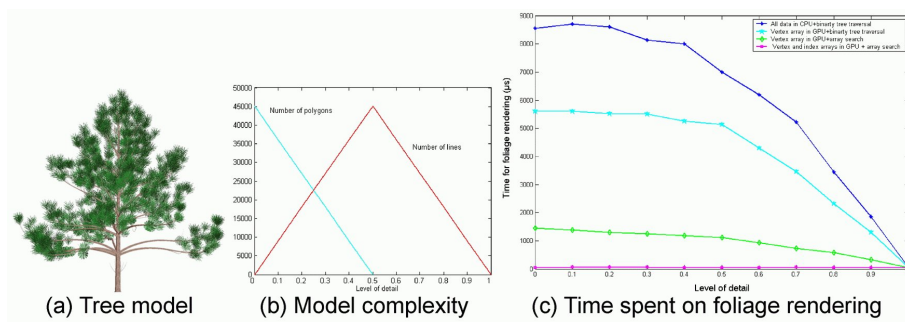 50000
45000
40000
35000
30000
25000
20000
15000
10000
5000
0
Number of polygons
Number of lines
0 0.1 0.2 0.3 0.4 0.5 0.6 0.7 0.8 0.9 1
Level of detail
Time for foliage rendering (μs)
9000
8000
7000
6000
5000
4000
3000
2000
1000
0
All data in CPU+binarty tree traversal
Vertex array in GPU+binarty tree traversal
Vertex array in GPU+array search
Vertex and index arrays in GPU + array search
0 0.1 0.2 0.3 0.4 0.5 0.6 0.7 0.8 0.9
Level of detail
(a) Tree model
(b) Model complexity
(c) Time spent on foliage rendering